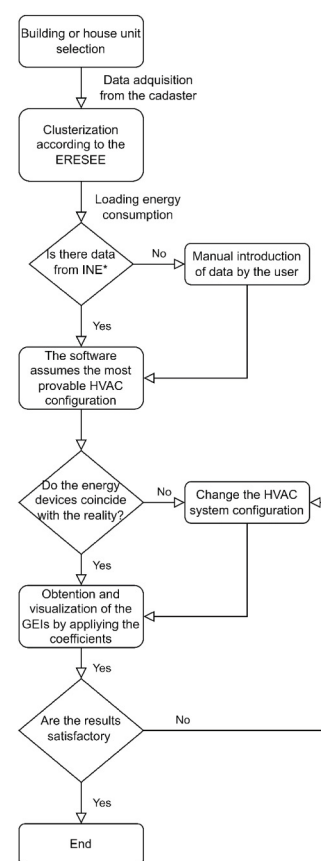 Building or house unit
selection
Data adquisition
from the cadaster
Clusterization
according to the
ERESEE
Loading energy
consumption
Is there data
from INE*
No
Manual introduction
of data by the user
Yes
The software
assumes the most
provable HVAC
configuration
Do the energy
devices coincide
with the reality?
No
Change the HVAC
system configuration
Yes
Obtention and
visualization of the
GEIs by appliying the
coefficients
Yes
Are the results
satisfactory
No
Yes
End